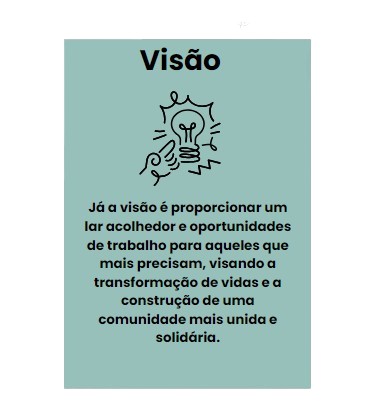 Visão
Já a visão é proporcionar um
lar acolhedor e oportunidades
de trabalho para aqueles que
mais precisam, visando a
transformação de vidas e a
construção de uma
comunidade mais unida e
solidária.